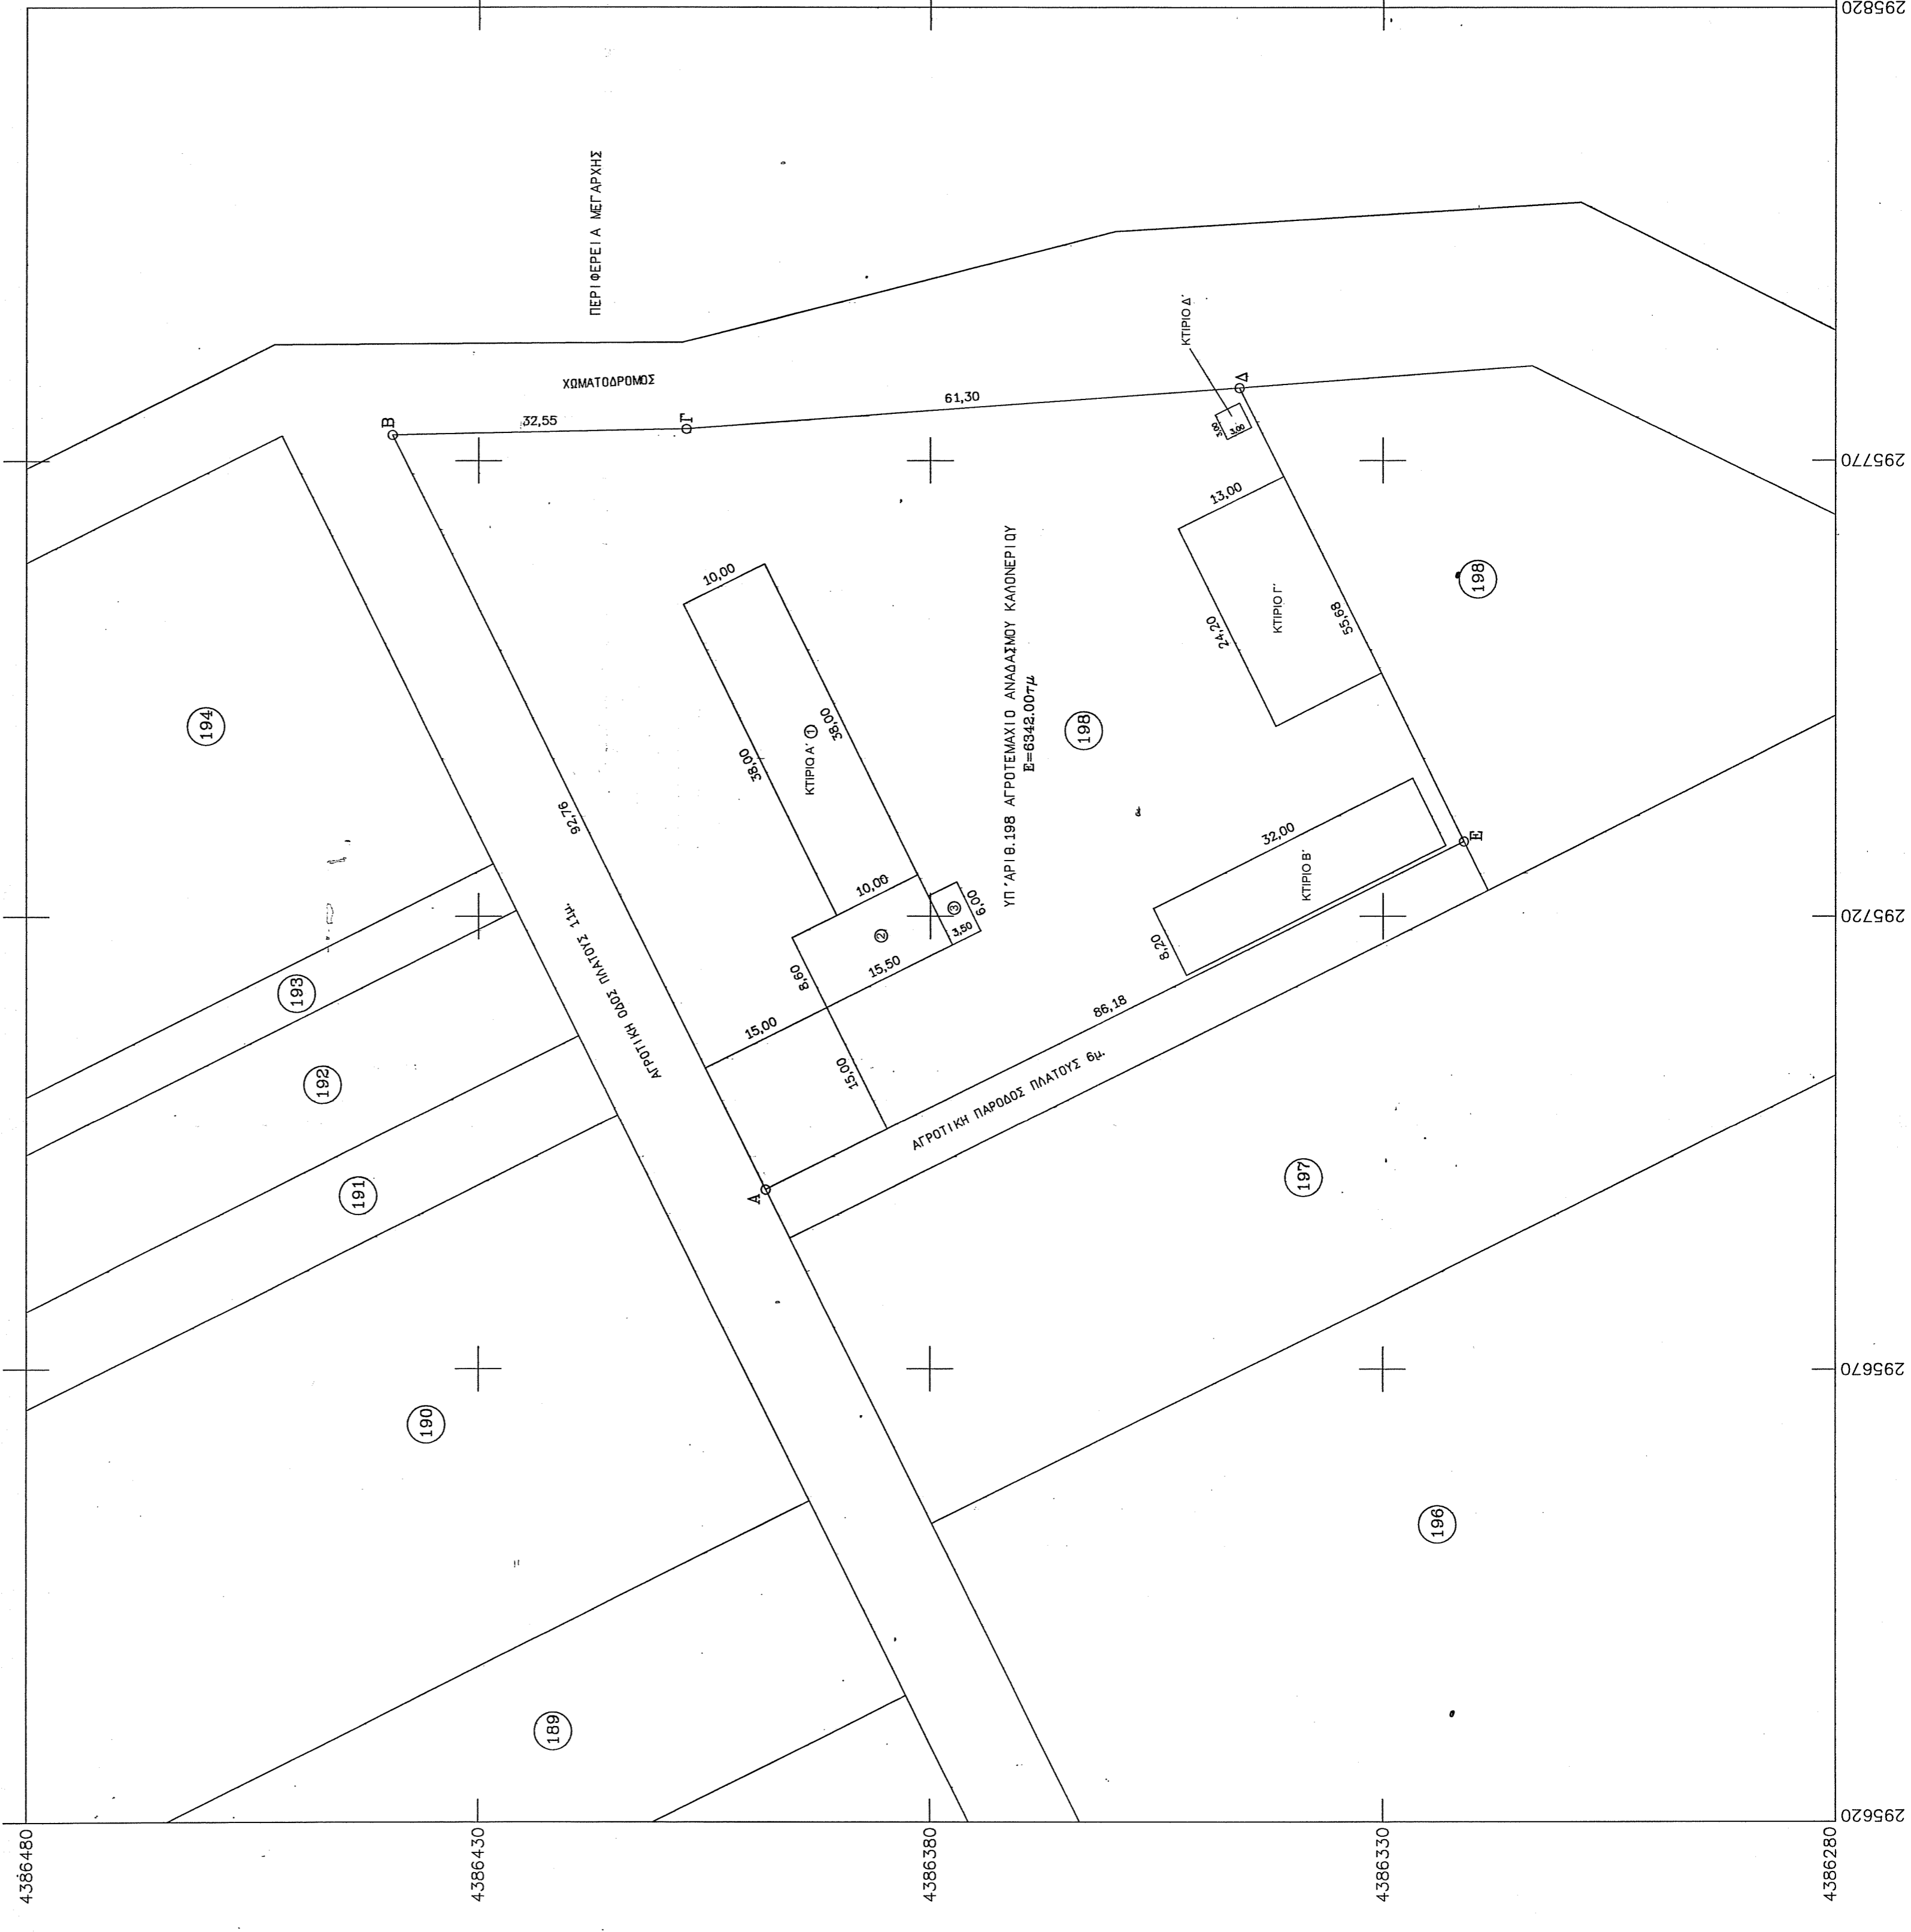 295820
295770
295720
295670
295620
4386480
4386430
4386380
4386330
4386280
ΠΕΡΙΦΕΡΕΙΑ ΜΕΓΑΡΧΗΣ
ΧΩΜΑΤΟΔΡΟΜΟΣ
Β
32,55
Γ
61,30
Δ
ΚΤΙΡΙΟ Δ΄
3.00
3.00
194
193
192
191
190
189
92,76
ΑΓΡΟΤΙΚΗ ΟΔΟΣ ΠΛΑΤΟΥΣ 11μ.
10,00
38,00
ΚΤΙΡΙΟ Α΄ 1
38,00
10,00
2
8,60
15,50
3
3,50
6,00
15,00
15,00
ΥΠ΄ΑΡΙΘ.198 ΑΓΡΟΤΕΜΑΧΙΟ ΑΝΑΔΑΣΜΟΥ ΚΑΛΟΝΕΡΙΟΥ
Ε=6342.00τμ
198
13,00
24,20
ΚΤΙΡΙΟ Γ΄
55,68
198
32,00
ΚΤΙΡΙΟ Β΄
8,20
Ε
86,18
ΑΓΡΟΤΙΚΗ ΠΑΡΟΔΟΣ ΠΛΑΤΟΥΣ 6μ.
Α
197
196